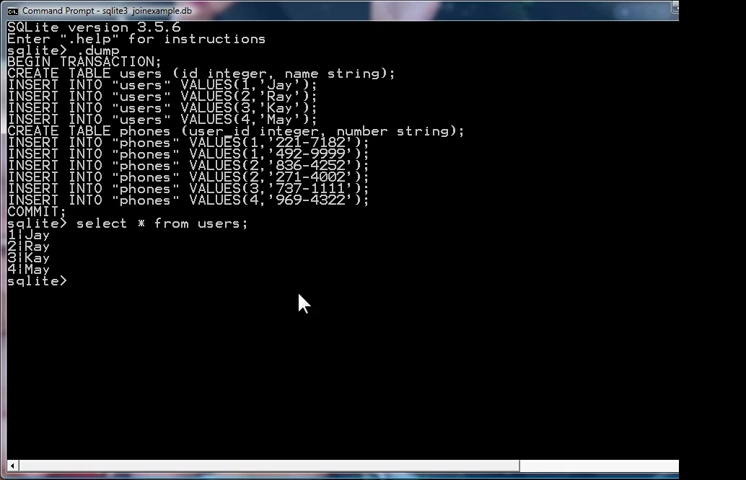 Command Prompt - sqlite3 joinexample.db
SQLite version 3.5.6
Enter ".help" for instructions
sqlite> .dump
BEGIN TRANSACTION;
CREATE TABLE users (id integer, name string);
INSERT INTO "users" VALUES(1,'Jay');
INSERT INTO "users" VALUES(2,'Ray');
INSERT INTO "users" VALUES(3,'Kay');
INSERT INTO "users" VALUES(4,'May');
CREATE TABLE phones (user_id integer, number string);
INSERT INTO "phones" VALUES(1,'221-7182');
INSERT INTO "phones" VALUES(1,'492-9999');
INSERT INTO "phones" VALUES(2,'836-4252');
INSERT INTO "phones" VALUES(2,'271-4002');
INSERT INTO "phones" VALUES(3,'737-1111');
INSERT INTO "phones" VALUES(4,'969-4322');
COMMIT;
sqlite> select * from users;
1|Jay
2|Ray
3|Kay
4|May
sqlite>